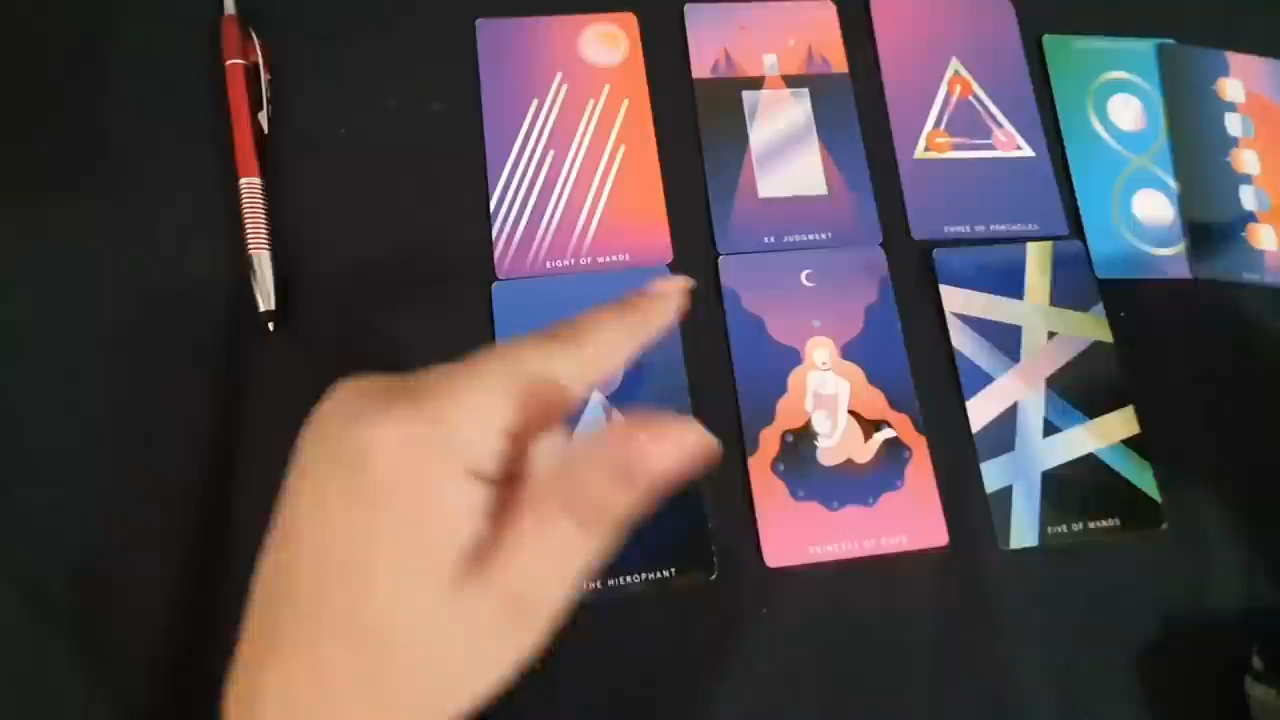 EIGHT OF WANDS
XX JUDGMENT
THREE OF PENTACLES
THE HIEROPHANT
PRINCESS OF CUPS
FIVE OF WANDS